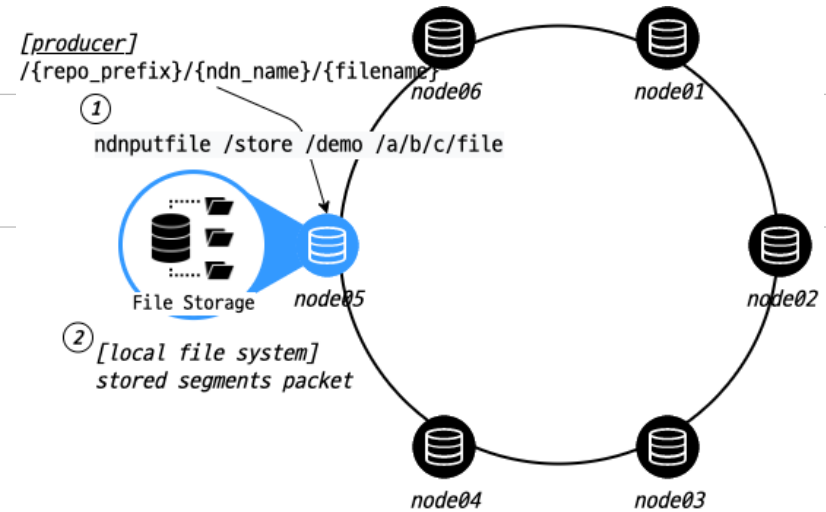 [producer]
/{repo_prefix}/{ndn_name}/{filename}
1
ndnputfile /store /demo /a/b/c/file
node06
node01
File Storage
node05
node02
2
[local file system]
stored segments packet
node04
node03